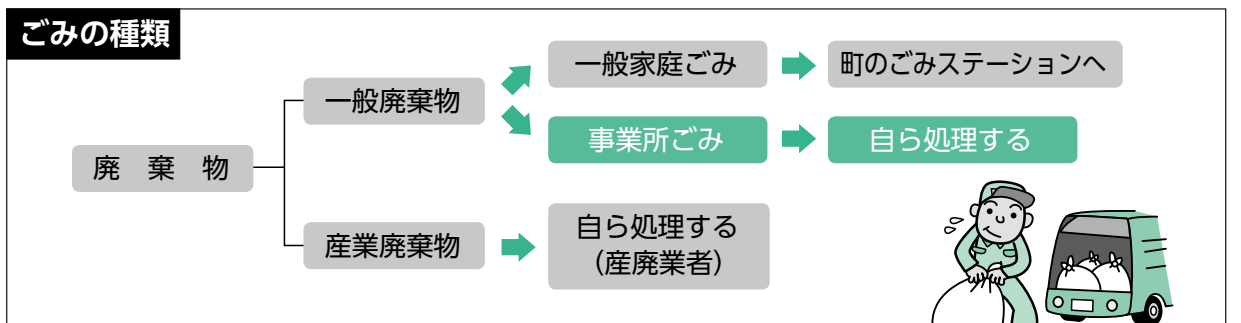 ごみの種類
廃棄物
一般廃棄物
一般家庭ごみ
町のごみステーションへ
事業所ごみ
自ら処理する
産業廃棄物
自ら処理する
（産廃業者）